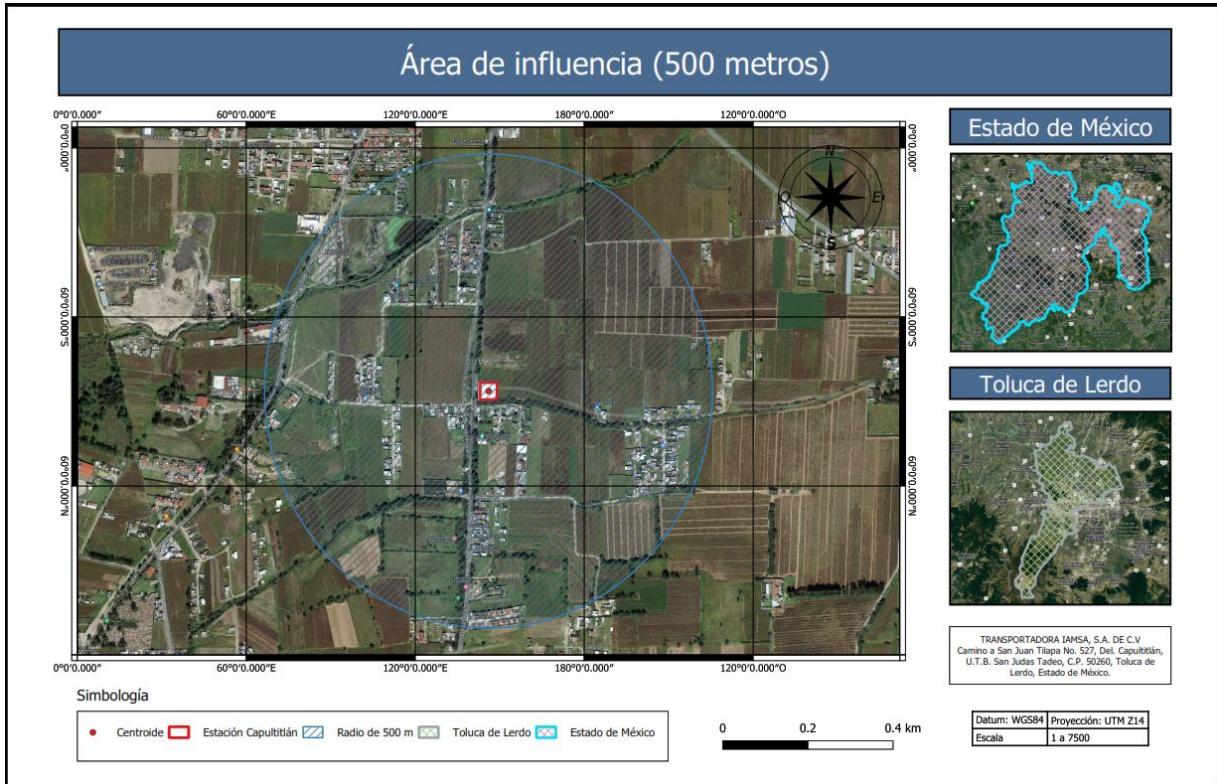 Área de influencia (500 metros)
0°0'0.000" 60°0'0.000"E 120°0'0.000" 180°0'0.000" 120°0'0.000"
0°0'0.000" 0°0'0.000"
60°0'0.000"S 60°0'0.000"S
60°0'0.000"N 60°0'0.000"N
N
O E
S
0°0'0.000" 60°0'0.000"E 120°0'0.000" 180°0'0.000" 120°0'0.000"
Estado de México
Toluca de Lerdo
TRANSPORTADORA IAMSA, S.A. DE C.V
Camino a San Juan Tilapa No. 527, Del. Capultitlán,
U.T.B. San Judas Tadeo, C.P. 50260, Toluca de
Lerdo, Estado de México.
Simbología
Centroide Estación Capultitlán Radio de 500 m Toluca de Lerdo Estado de México
0 0.2 0.4 km
Datum: WGS84 Proyección: UTM Z14
Escala 1 a 7500